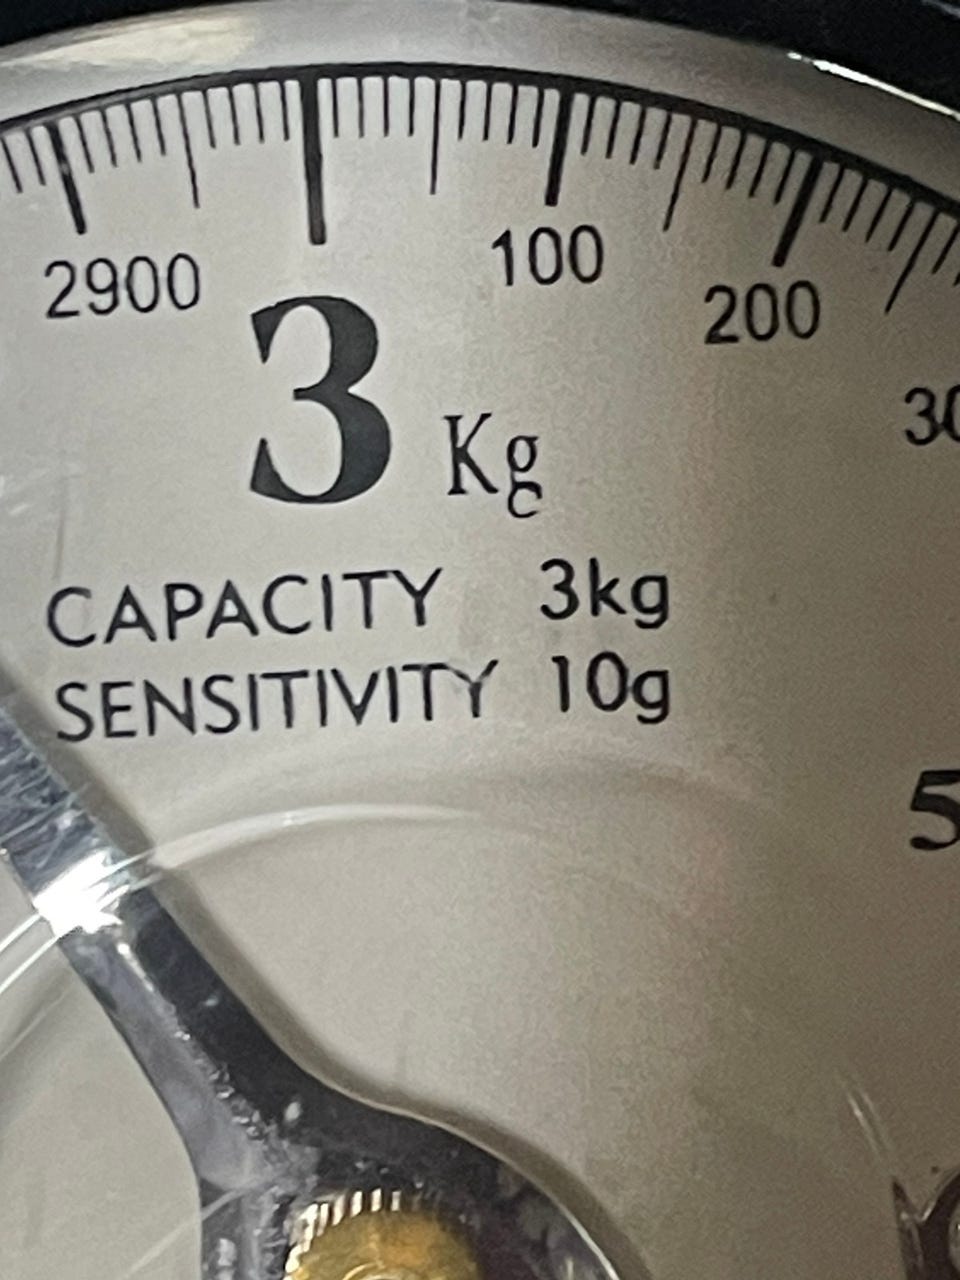 2900 100
200
3 Kg
CAPACITY 3kg
SENSITIVITY 10g